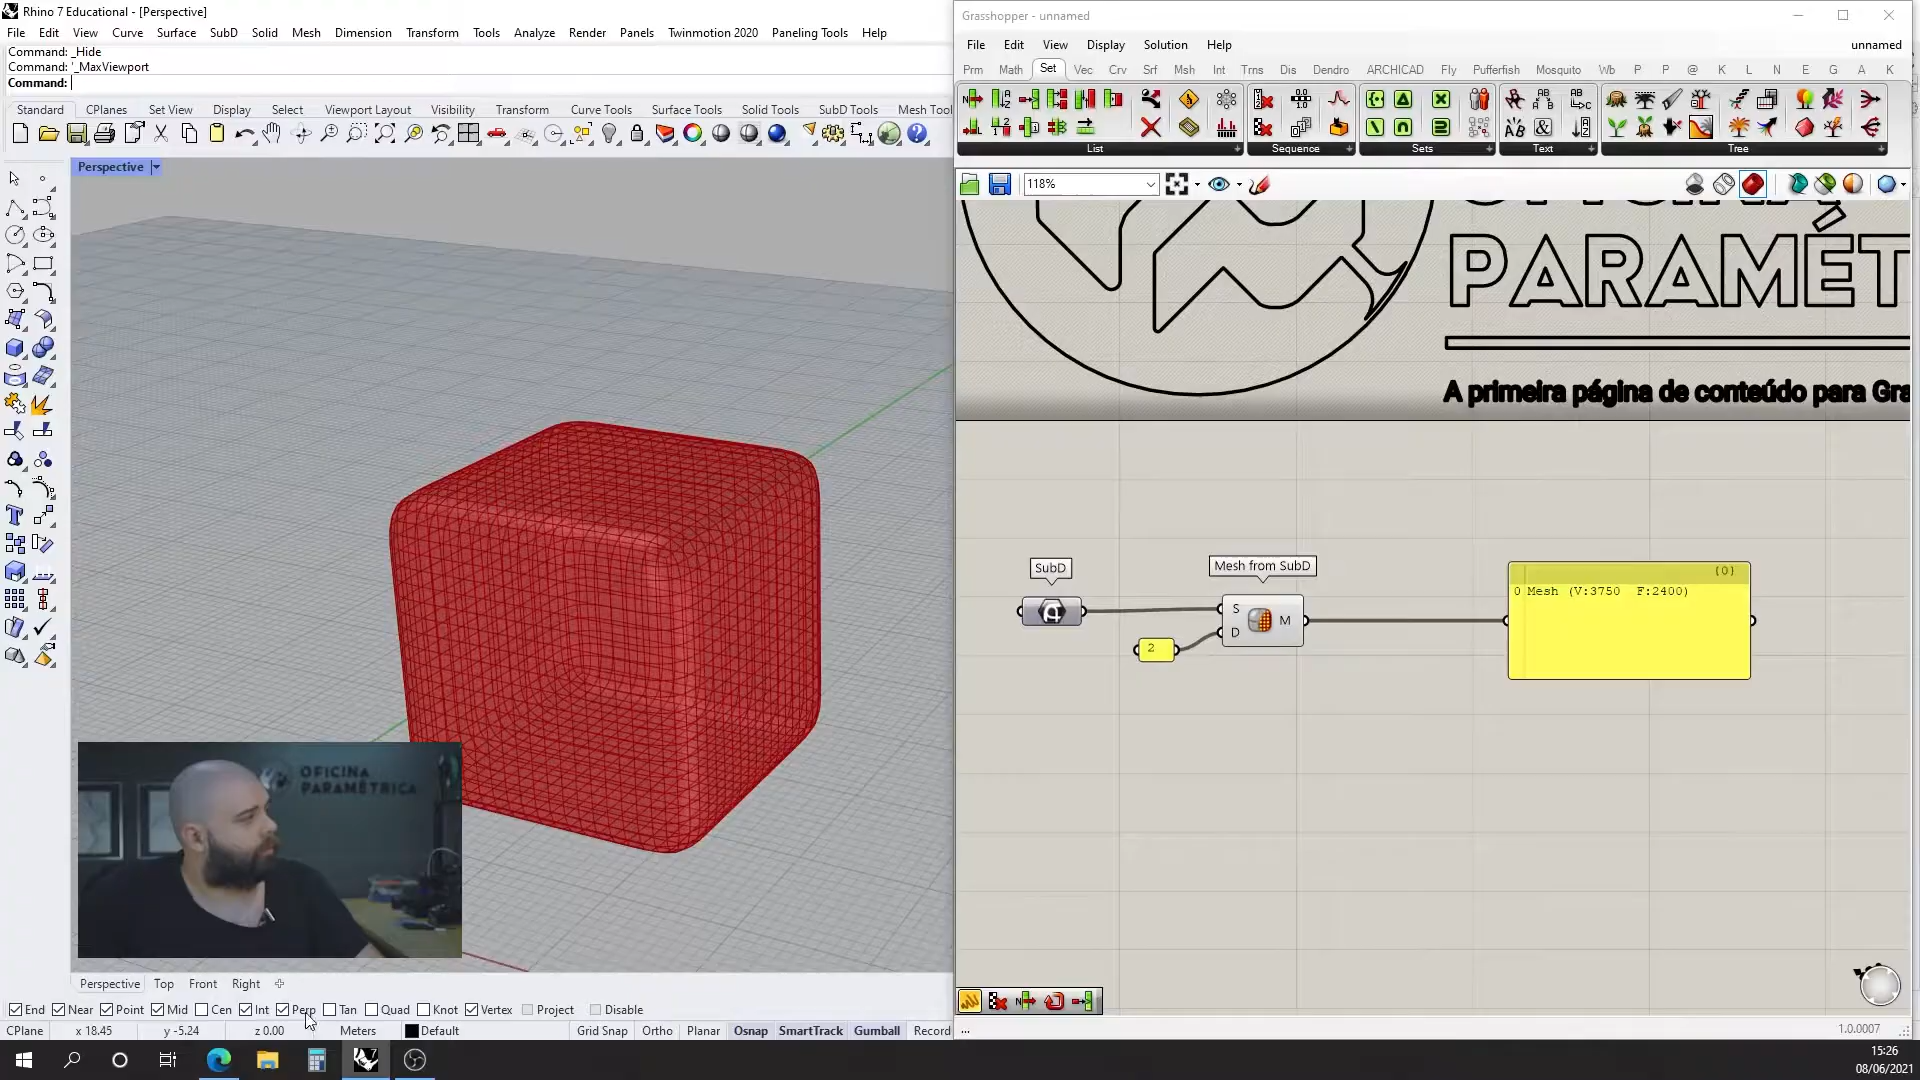 Rhino 7 Educational - [Perspective]
File Edit View Curve Surface SubD Solid Mesh Dimension Transform Tools Analyze Render Panels Twinmotion 2020 Paneling Tools Help
Command: _Hide
Command: '_MaxViewport
Command:
Standard CPlanes Set View Display Select Viewport Layout Visibility Transform Curve Tools Surface Tools Solid Tools SubD Tools Mesh Tool
Perspective
OFICINA
PARAMÉTRICA
Perspective Top Front Right
End Near Point Mid Cen Int Perp Tan Quad Knot Vertex Project Disable
CPlane x 18.45 y -5.24 z 0.00 Meters Default Grid Snap Ortho Planar Osnap SmartTrack Gumball Record
Grasshopper - unnamed
File Edit View Display Solution Help unnamed
Prm Math Set Vec Crv Srf Msh Int Trns Dis Dendro ARCHICAD Fly Pufferfish Mosquito Wb P P @ K L N E G A K
List Sequence Sets Text Tree
118%
PARAMÉT
A primeira página de conteúdo para Gra
SubD
Mesh from SubD
S
D
M
2
{0}
0 Mesh (V:3750 F:2400)
...
1.0.0007
15:26
08/06/2021